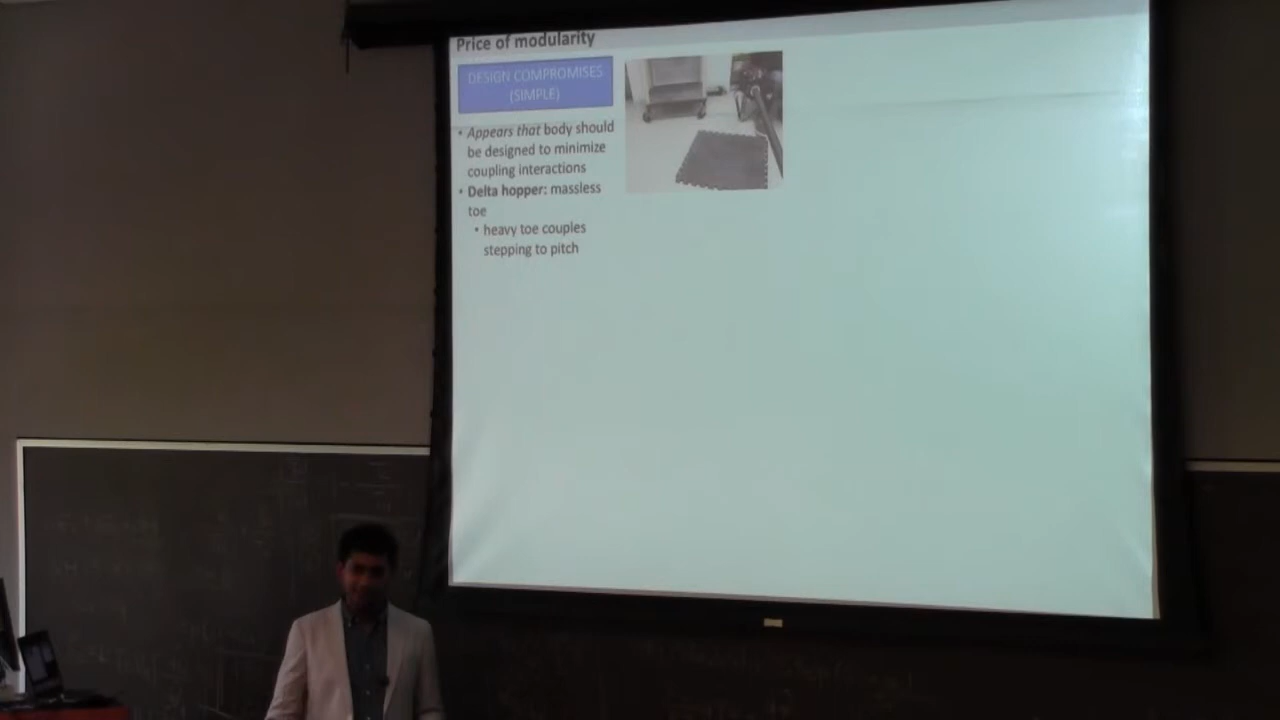 Price of modularity
DESIGN COMPROMISES
(SIMPLE)
• Appears that body should
be designed to minimize
coupling interactions
• Delta hopper: massless
toe
• heavy toe couples
stepping to pitch